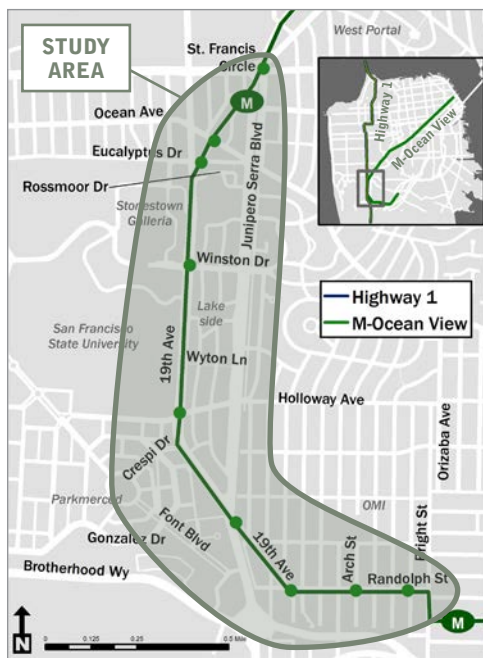 West Portal
STUDY
AREA
St. Francis
Circle
M
Ocean Ave
Eucalyptus Dr
Rossmoor Dr
Stonestown
Galleria
Junipero Serra Blvd
Highway 1
M-Ocean View
Winston Dr
Highway 1
M-Ocean View
Lake
side
San Francisco
State University
19th Ave
Wyton Ln
Holloway Ave
Orizaba Ave
Crespi Dr
Parkmerced
OMI
Font Blvd
Gonzalez Dr
19th Ave
Arch St
Bright St
Randolph St
Brotherhood Wy
M
N
0 0.125 0.25 0.5 Mile